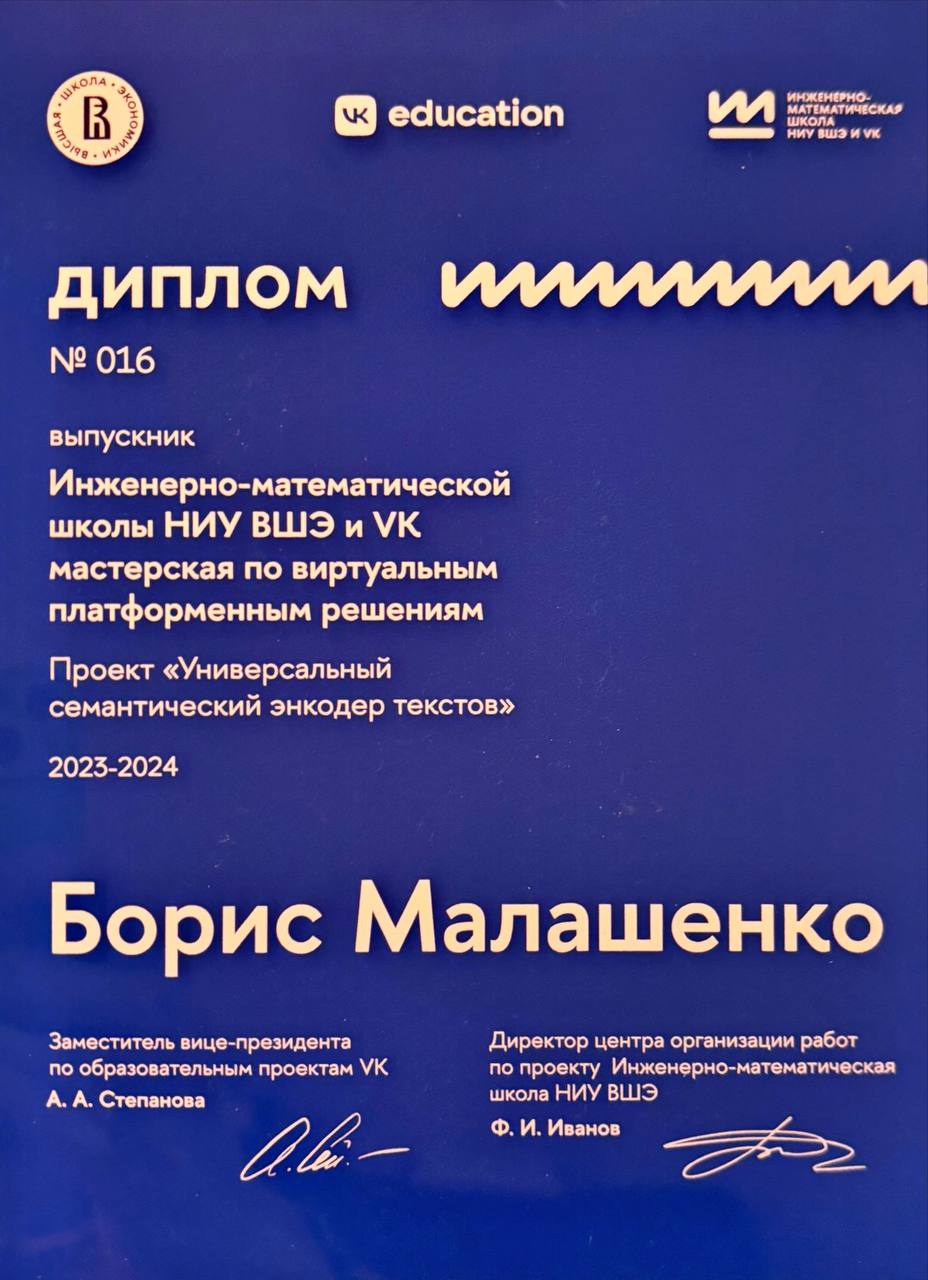 ВЫСШАЯ • ШКОЛА • ЭКОНОМИКИ •
VK education
ИНЖЕНЕРНО-
МАТЕМАТИЧЕСКАЯ
ШКОЛА
НИУ ВШЭ И VK
диплом
№ 016
выпускник
Инженерно-математической
школы НИУ ВШЭ и VK
мастерская по виртуальным
платформенным решениям
Проект «Универсальный
семантический энкодер текстов»
2023-2024
Борис Малашенко
Заместитель вице-президента
по образовательным проектам VK
А. А. Степанова
Директор центра организации работ
по проекту Инженерно-математическая
школа НИУ ВШЭ
Ф. И. Иванов